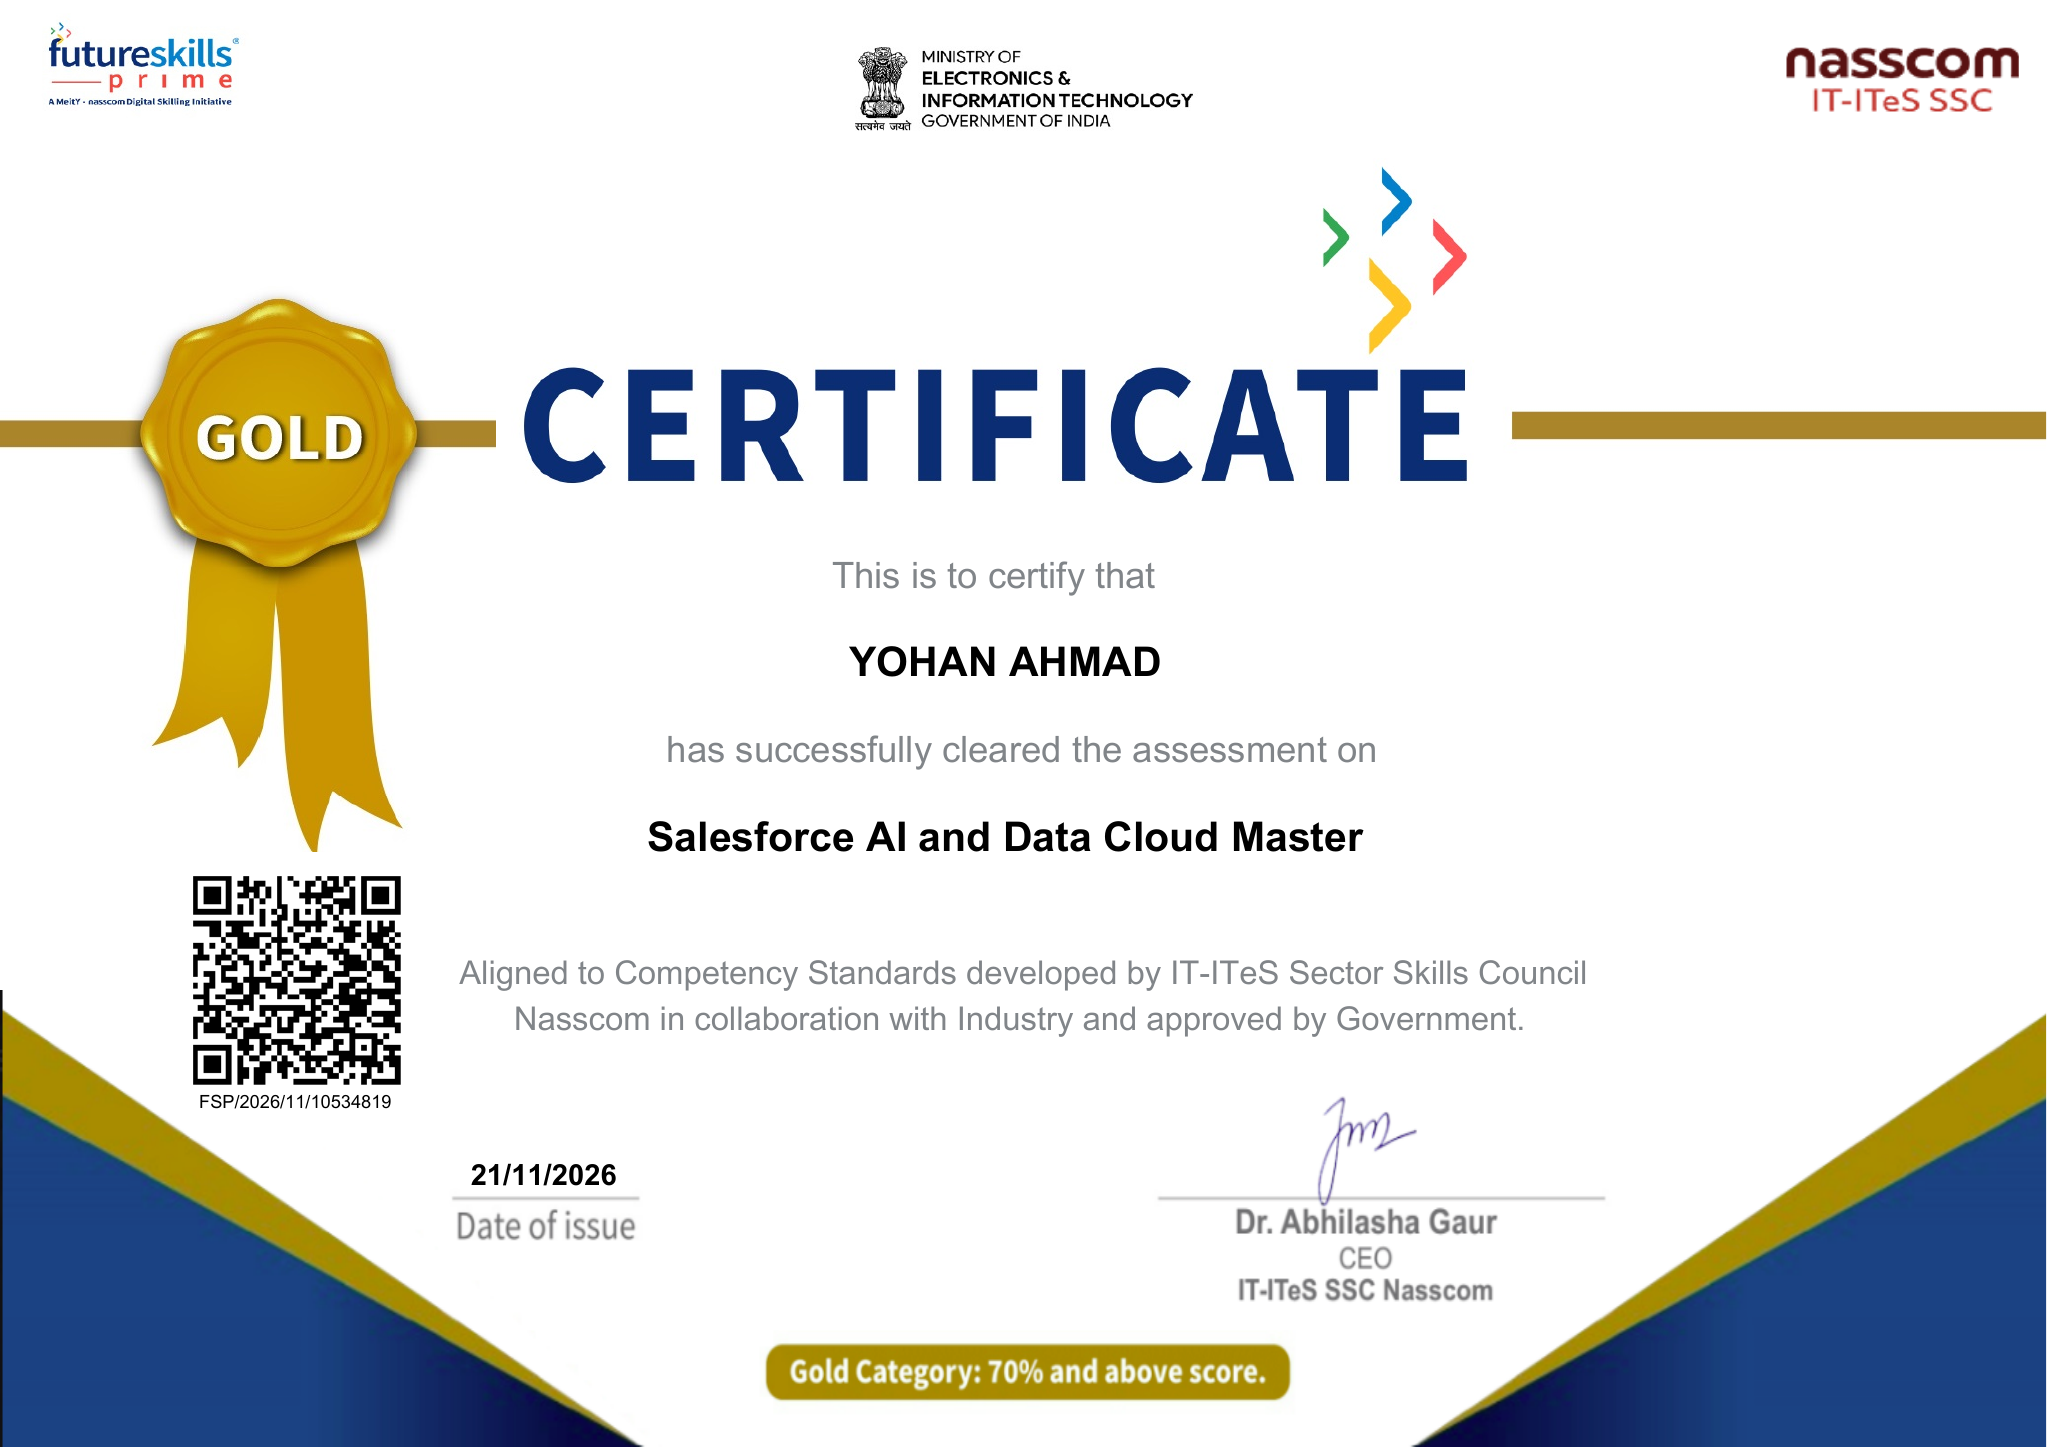 futureskills®
prime
A MeitY - nasscom Digital Skilling Initiative
सत्यमेव जयते
MINISTRY OF
ELECTRONICS &
INFORMATION TECHNOLOGY
GOVERNMENT OF INDIA
nasscom
IT-ITeS SSC
GOLD
CERTIFICATE
This is to certify that
YOHAN AHMAD
has successfully cleared the assessment on
Salesforce AI and Data Cloud Master
Aligned to Competency Standards developed by IT-ITeS Sector Skills Council
Nasscom in collaboration with Industry and approved by Government.
FSP/2026/11/10534819
21/11/2026
Date of issue
Dr. Abhilasha Gaur
CEO
IT-ITeS SSC Nasscom
Gold Category: 70% and above score.